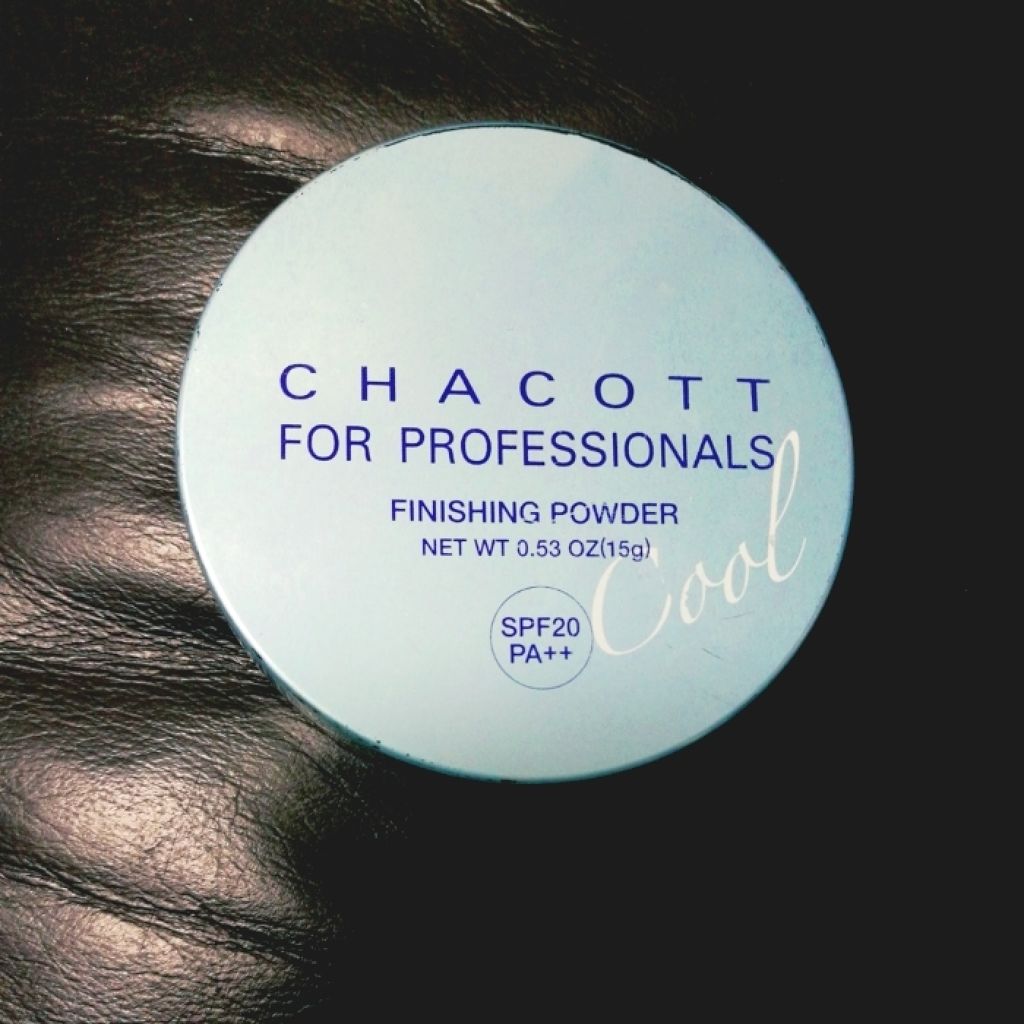 CHACOTT
FOR PROFESSIONALS
FINISHING POWDER
NET WT 0.53 OZ(15g)
Cool
SPF20
PA++